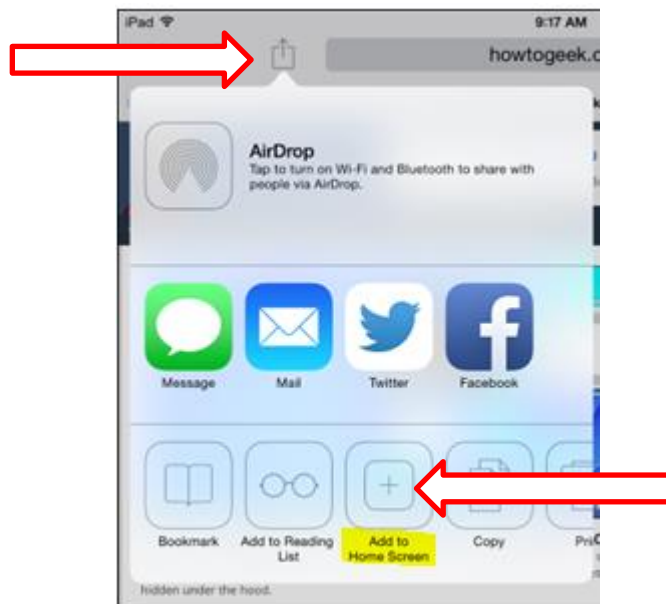 iPad 9:17 AM
howtogeek.c
AirDrop
Tap to turn on Wi-Fi and Bluetooth to share with
people via AirDrop.
Message Mail Twitter Facebook
Bookmark Add to Reading Add to Copy
List Home Screen
hidden under the hood.